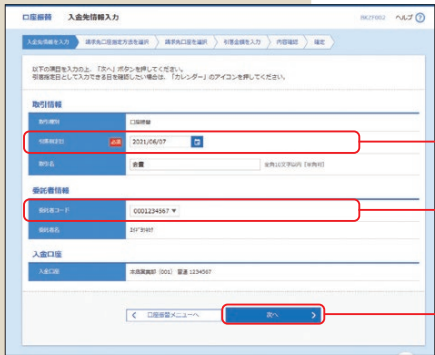 口座振替 入金先情報入力
ヘルプ ?
入金先情報を入力 請求先口座指定方法を選択 請求先口座を選択 引落金額を入力 内容確認 確定
以下の項目を入力の上、「次へ」ボタンを押してください。
引落指定日として入力できる日を確認したい場合は、「カレンダー」のアイコンを押してください。
取引情報
取引種別 口座振替
引落指定日 必須 2021/06/07
取引名 会費 全角10文字以内 [半角可]
委託者情報
委託者コード 0001234567
委託者名
入金口座
入金口座 本店営業部 (001) 普通 1234567
口座振替メニューへ 次へ